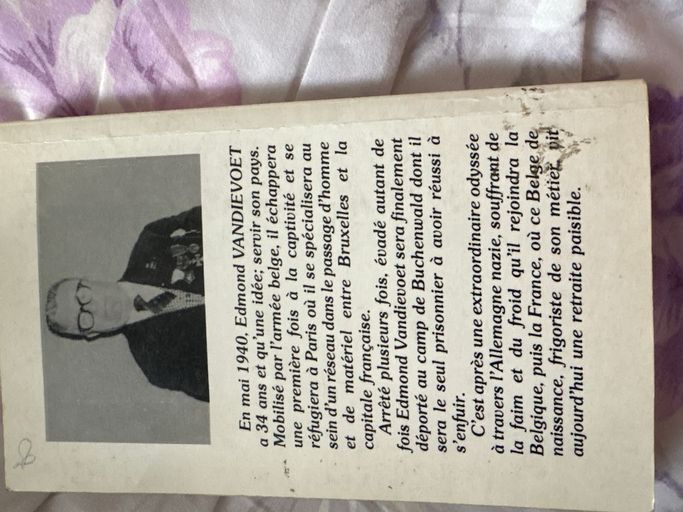 En mai 1940, Edmond VANDIEVOET
a 34 ans et qu'une idée; servir son pays.
Mobilisé par l'armée belge, il échappera
une première fois à la captivité et se
réfugiera à Paris où il se spécialisera au
sein d'un réseau dans le passage d'homme
et de matériel entre Bruxelles et la
capitale française.
Arrêté plusieurs fois, évadé autant de
fois Edmond Vandievoet sera finalement
déporté au camp de Buchenwald dont il
sera le seul prisonnier à avoir réussi à
s'enfuir.
C'est après une extraordinaire odyssée
à travers l'Allemagne nazie, souffrant de
la faim et du froid qu'il rejoindra la
Belgique, puis la France, où ce Belge de
naissance, frigoriste de son métier, vit
aujourd'hui une retraite paisible.